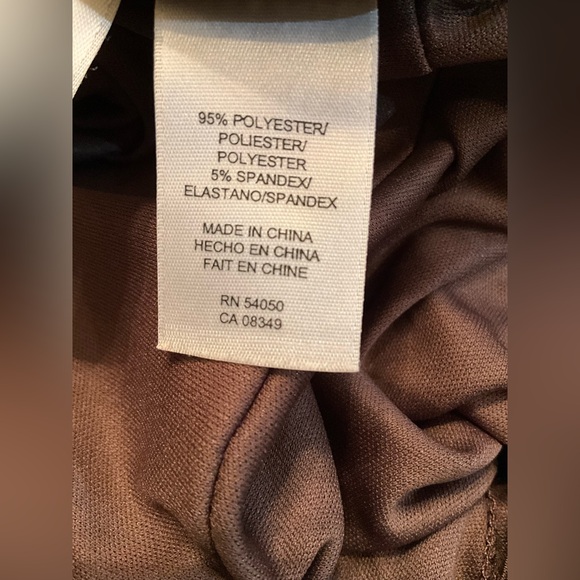 95% POLYESTER/
POLIESTER/
POLYESTER
5% SPANDEX/
ELASTANO/SPANDEX
MADE IN CHINA
HECHO EN CHINA
FAIT EN CHINE
RN 54050
CA 08349